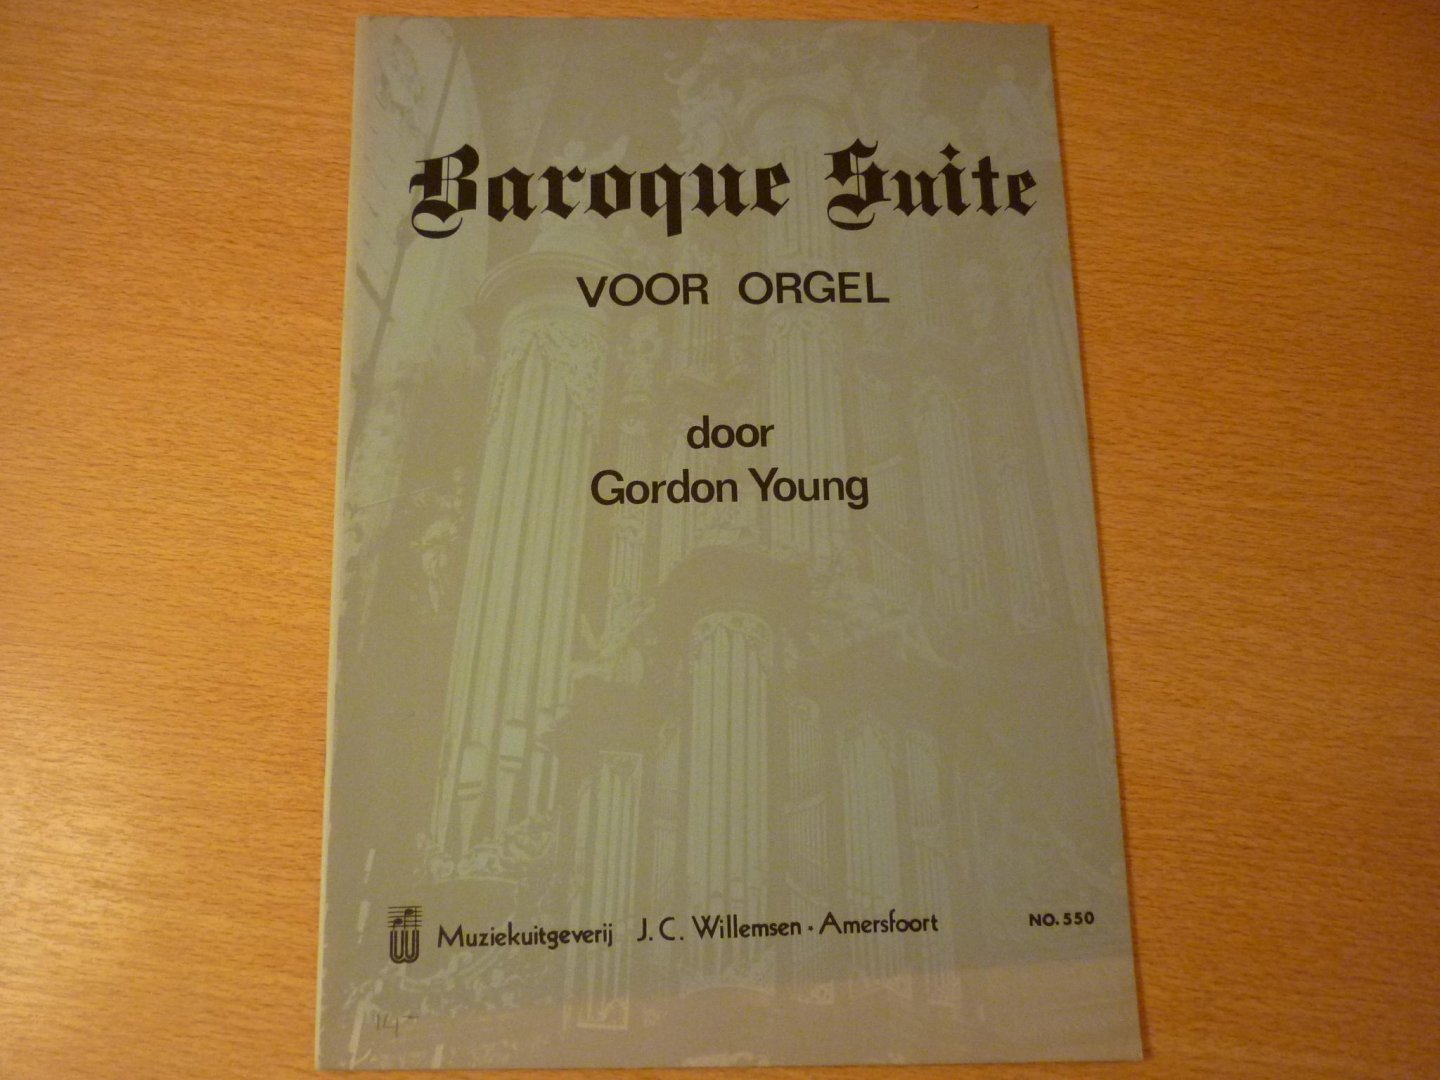 Baroque Suite
VOOR ORGEL
door
Gordon Young
Muziekuitgeverij J.C. Willemsen - Amersfoort
NO. 550